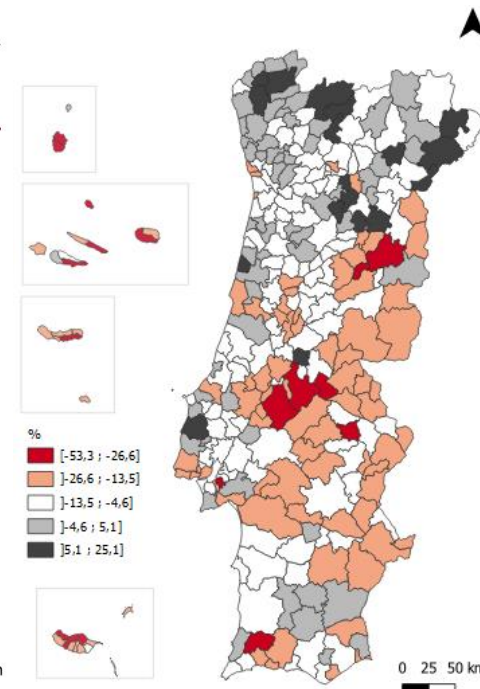 %
[-53,3 ; -26,6]
]-26,6 ; -13,5]
]-13,5 ; -4,6]
]-4,6 ; 5,1]
]5,1 ; 25,1]
0 25 50 km